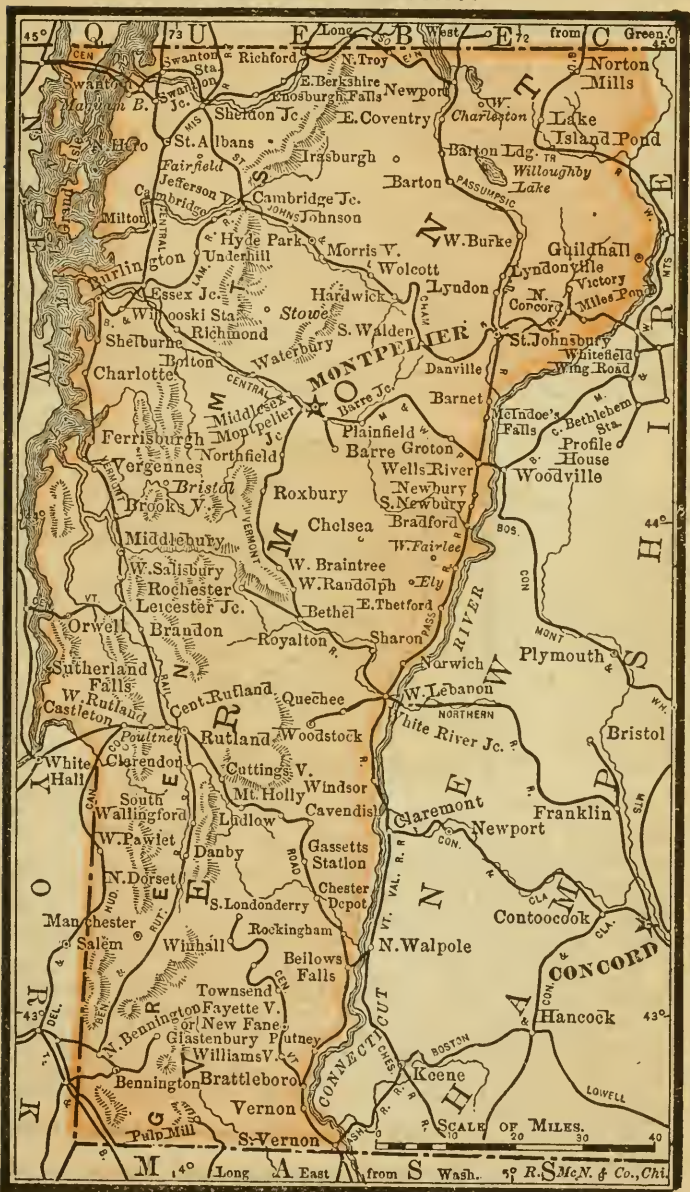 45° Q 73 U E Long. B West E 72 from C Green. 45°
CEN
Swanton
Swanton Sta.
Richford
N. Troy
Norton Mills
Swanton Jc.
E. Berkshire
Enosburgh Falls
Newport
Sheldon Jc.
E. Coventry
W. Charleston
Lake
Island Pond
N. Hero
St. Albans
Irasburgh
Barton Ldg.
Willoughby Lake
Grand Isle
Fairfield
Jefferson V.
Cambridge
Cambridge Jc.
Barton
PASSUMPSIC
Milton
Johnson
Hyde Park
Morris V.
W. Burke
Guildhall
Underhill
Wolcott
Lyndonville
Victory
Burlington
Hardwick
Lyndon
N. Concord
Miles Pond
Essex Jc.
Winooski Sta.
Stowe
S. Walden
MONTPELIER
St. Johnsbury
Shelburne
Richmond
Whitefield
Wing Road
Bolton
Waterbury
Danville
Charlotte
CENTRAL
Middlesex
Barre Jc.
Barnet
McIndoe's Falls
Bethlehem Sta.
Montpelier Jc.
Plainfield
Profile House
Ferrisburgh
Northfield
Barre
Groton
Vergennes
Wells River
Woodville
Bristol
Roxbury
Newbury
Brooks V.
S. Newbury
Chelsea
Bradford
44°
Middlebury
W. Fairlee
W. Salisbury
W. Braintree
Rochester
W. Randolph
Ely
Leicester Jc.
Bethel
E. Thetford
Orwell
Brandon
Royalton
Sharon
Plymouth
Sutherland Falls
Norwich
W. Rutland
Cent. Rutland
Quechee
W. Lebanon
Castleton
NORTHERN
White River Jc.
Poultney
Rutland
Woodstock
Bristol
White Hall
Clarendon
Cuttings V.
Windsor
South Wallingford
Mt. Holly
Cavendish
Claremont
Franklin
Ludlow
Newport
W. Pawlet
Danby
Gassetts Station
N. Dorset
Chester Depot
S. Londonderry
Contoocook
Manchester
Rockingham
Salem
Winhall
Bellows Falls
N. Walpole
CONCORD
Townsend
43°
N. Bennington
Fayette V. or New Fane
Hancock
43°
Glastenbury
Putney
Williams V.
BOSTON
Bennington
Brattleboro
Keene
CONNECTICUT
RIVER
LOWELL
Vernon
Pulp Mill
S. Vernon
SCALE OF MILES.
0 10 20 30 40
VERMONT
NEW YORK
NEW HAMPSHIRE
M 40 Long A East S from S Wash. 5° R. McN. & Co., Chi.